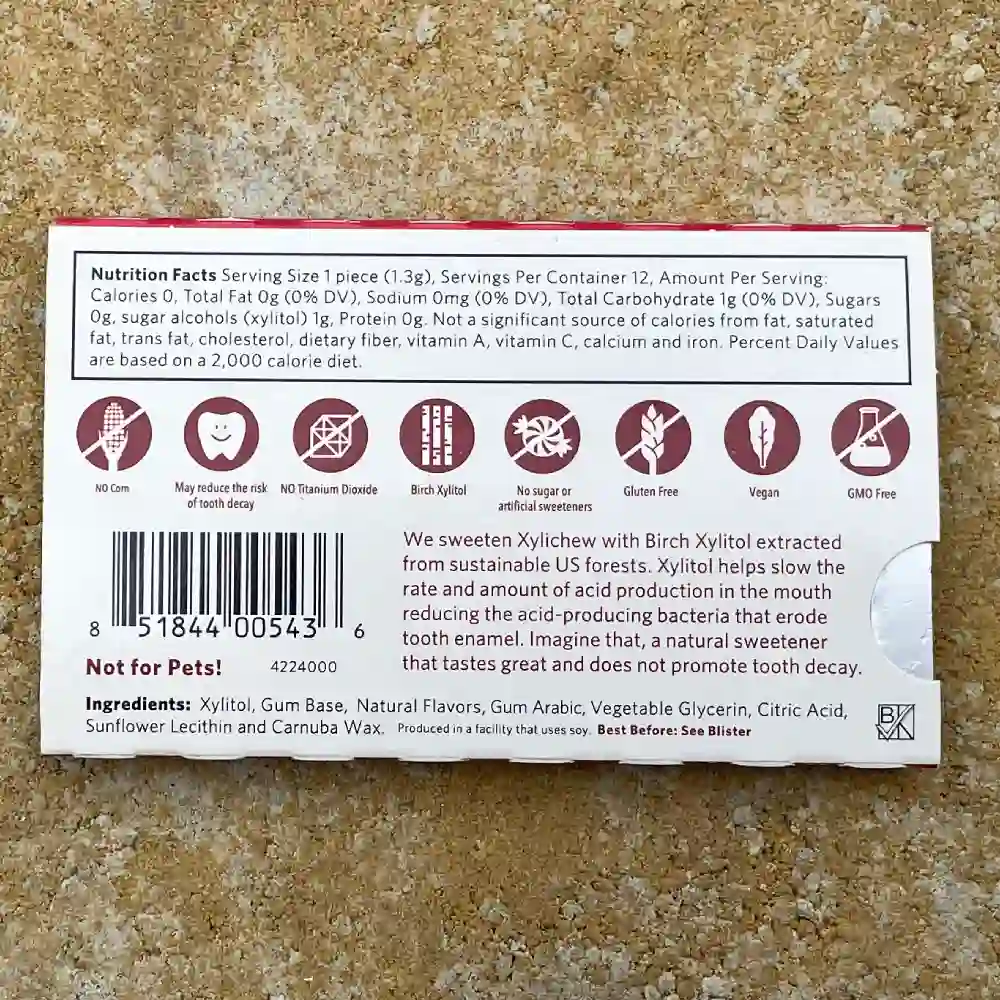 Nutrition Facts Serving Size 1 piece (1.3g), Servings Per Container 12, Amount Per Serving:
Calories 0, Total Fat 0g (0% DV), Sodium 0mg (0% DV), Total Carbohydrate 1g (0% DV), Sugars
0g, sugar alcohols (xylitol) 1g, Protein 0g. Not a significant source of calories from fat, saturated
fat, trans fat, cholesterol, dietary fiber, vitamin A, vitamin C, calcium and iron. Percent Daily Values
are based on a 2,000 calorie diet.
NO Corn
May reduce the risk
of tooth decay
NO Titanium Dioxide
Birch Xylitol
No sugar or
artificial sweeteners
Gluten Free
Vegan
GMO Free
We sweeten Xylichew with Birch Xylitol extracted
from sustainable US forests. Xylitol helps slow the
rate and amount of acid production in the mouth
reducing the acid-producing bacteria that erode
tooth enamel. Imagine that, a natural sweetener
that tastes great and does not promote tooth decay.
8 51844 00543 6
Not for Pets! 4224000
Ingredients: Xylitol, Gum Base, Natural Flavors, Gum Arabic, Vegetable Glycerin, Citric Acid,
Sunflower Lecithin and Carnuba Wax. Produced in a facility that uses soy. Best Before: See Blister
BK